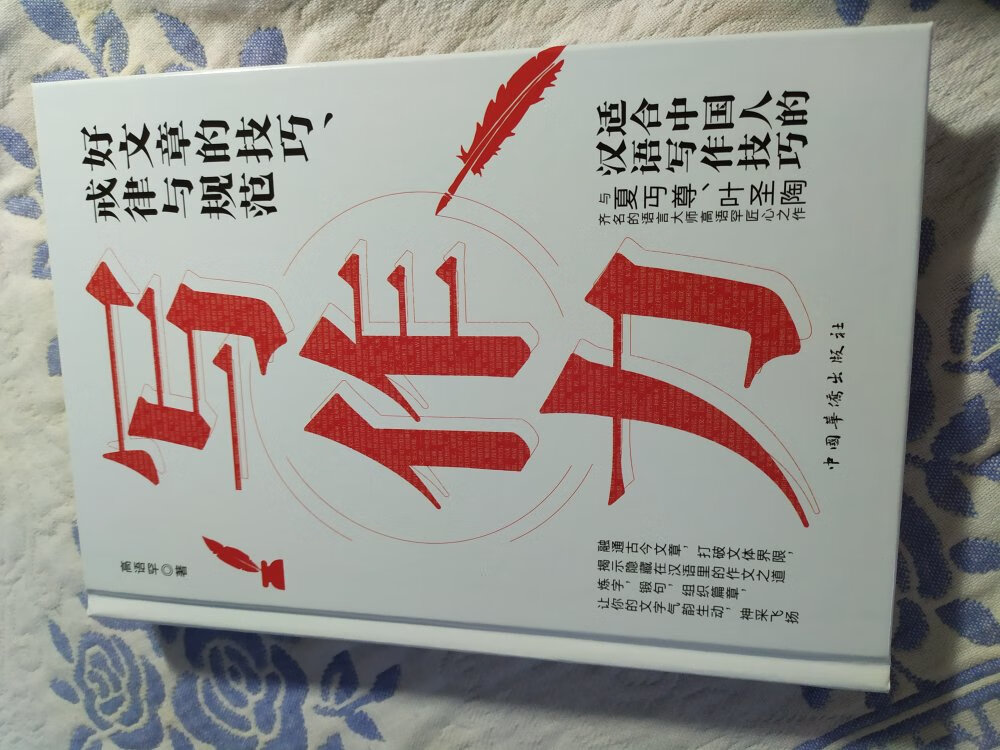 好文章的技巧、
戒律与规范
写作力
高语罕◎著
适合中国人的
汉语写作技巧
与夏丏尊、叶圣陶
齐名的语言大师高语罕匠心之作
融通古今文章，打破文体界限，
揭示隐藏在汉语里的作文之道
炼字，锻句，组织篇章，
让你的文字气韵生动，神采飞扬
中國華僑出版社